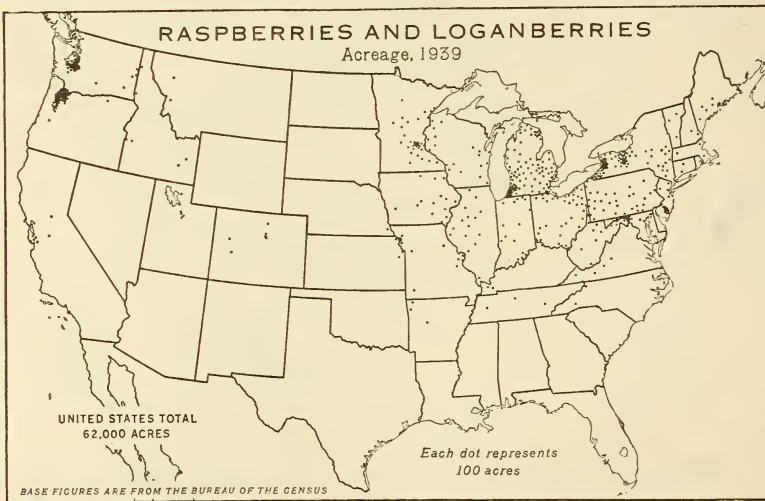 RASPBERRIES AND LOGANBERRIES
Acreage, 1939
UNITED STATES TOTAL
62,000 ACRES
Each dot represents
100 acres
BASE FIGURES ARE FROM THE BUREAU OF THE CENSUS